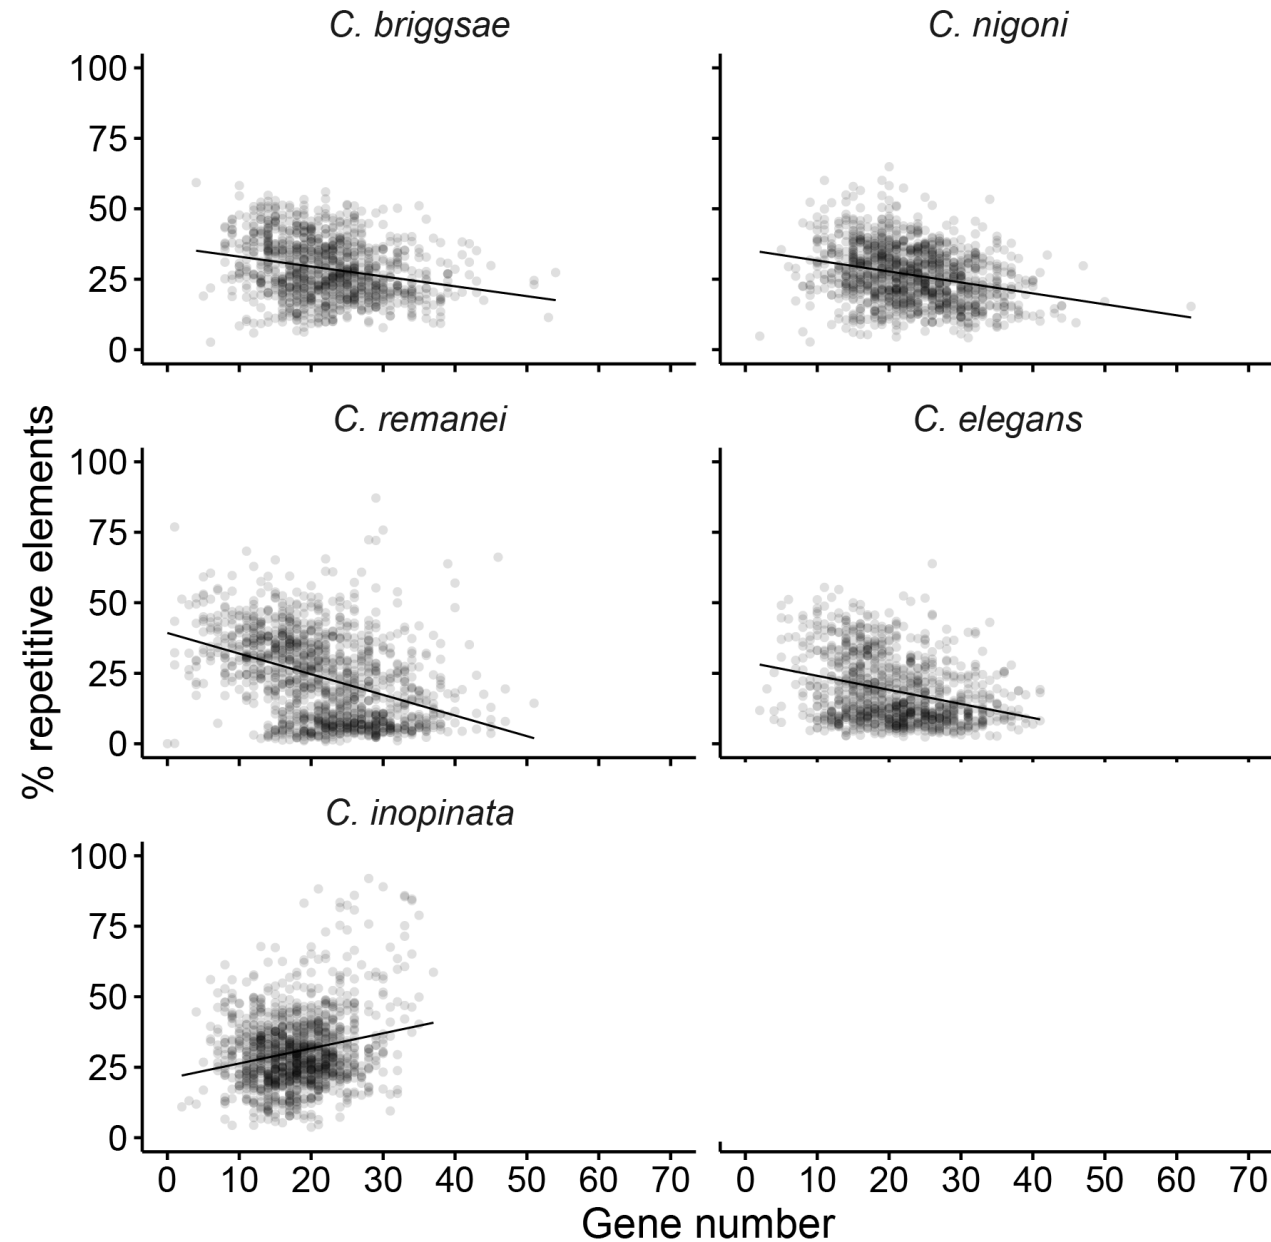 C. briggsae
C. nigoni
100
75
50
25
0
C. remanei
C. elegans
100
75
50
25
0
% repetitive elements
C. inopinata
100
75
50
25
0
0 10 20 30 40 50 60 70
0 10 20 30 40 50 60 70
Gene number